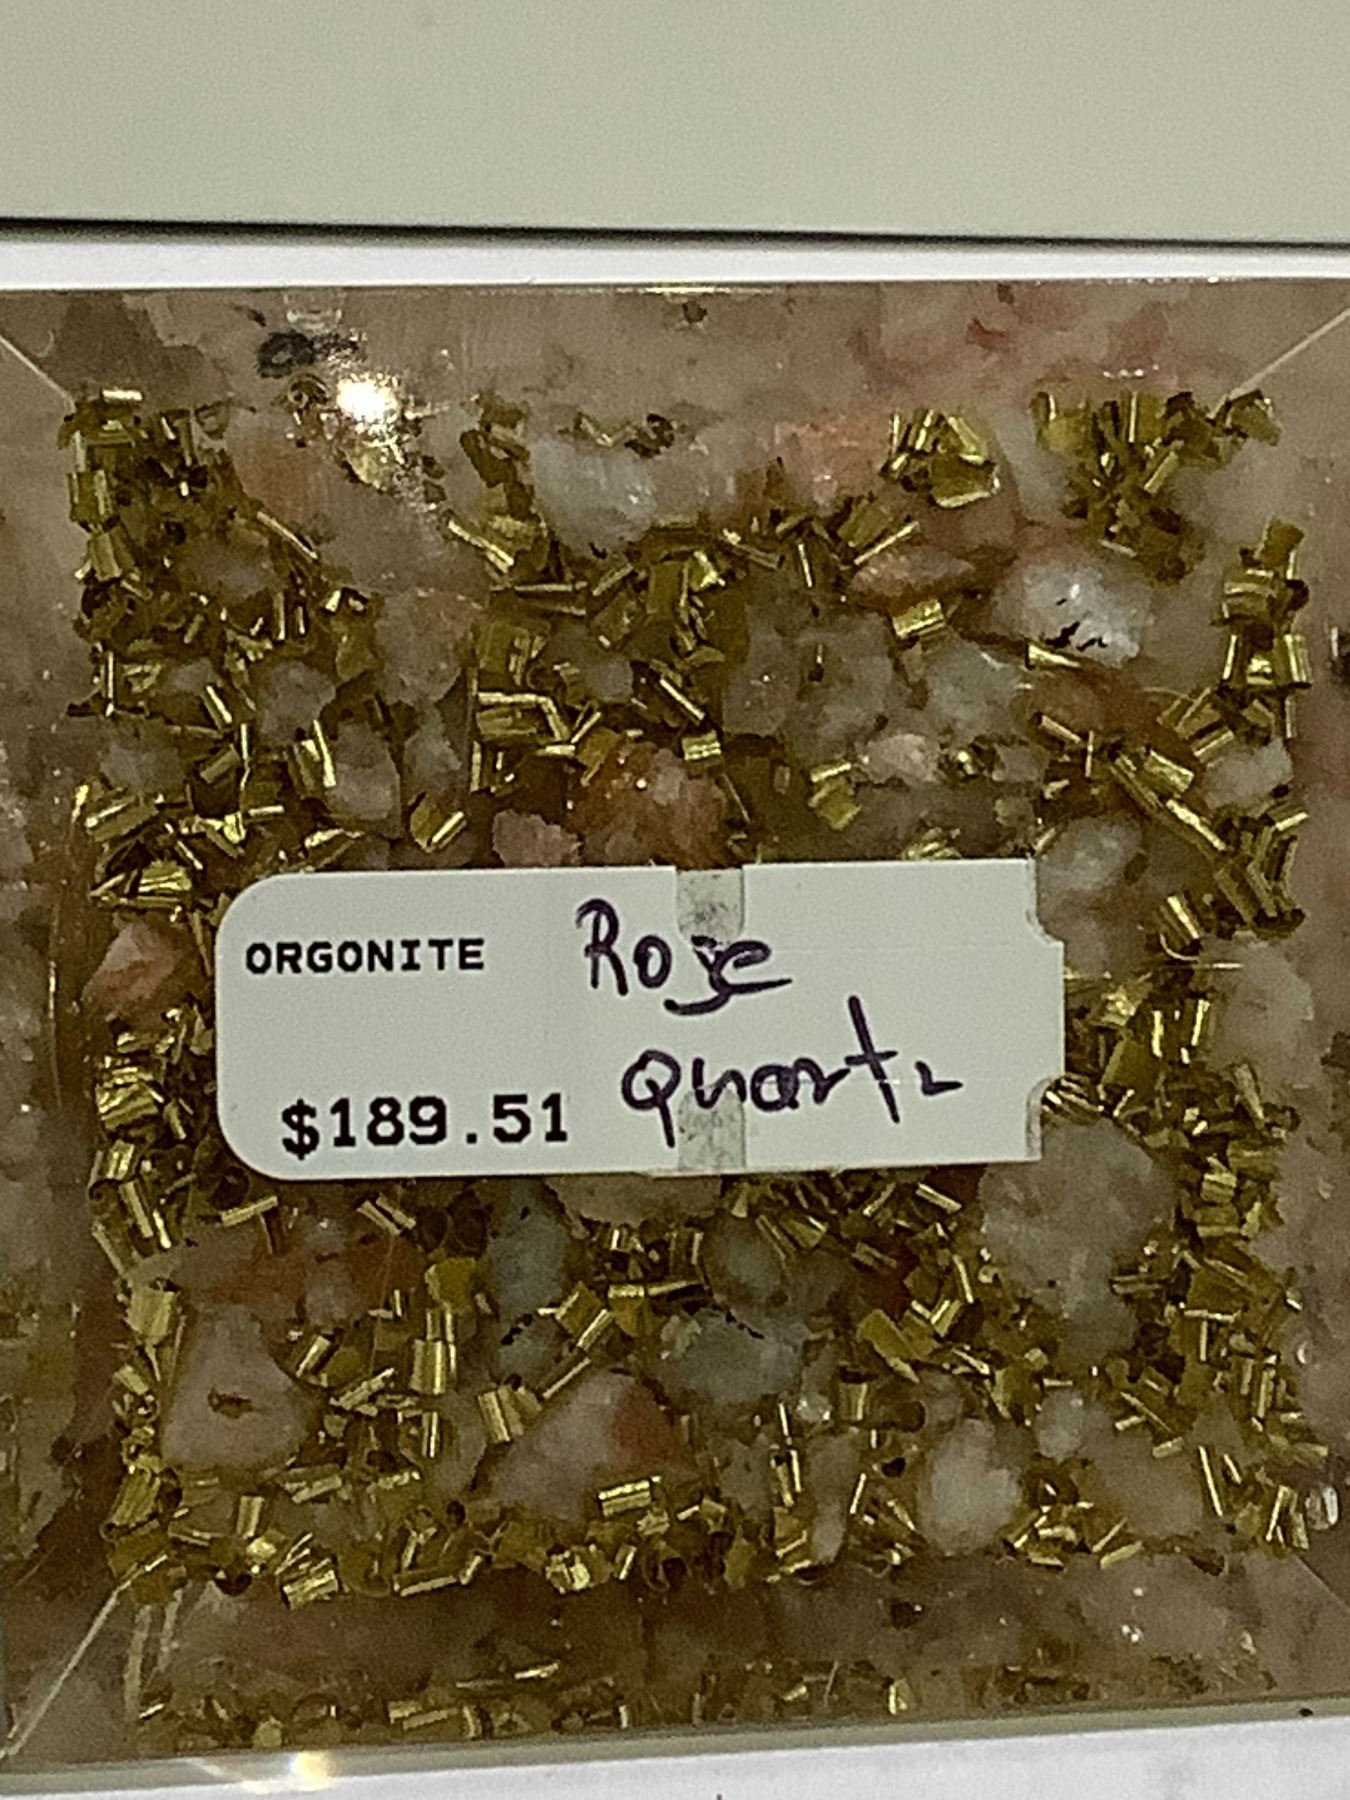 ORGONITE Rose
Quartz
$189.51